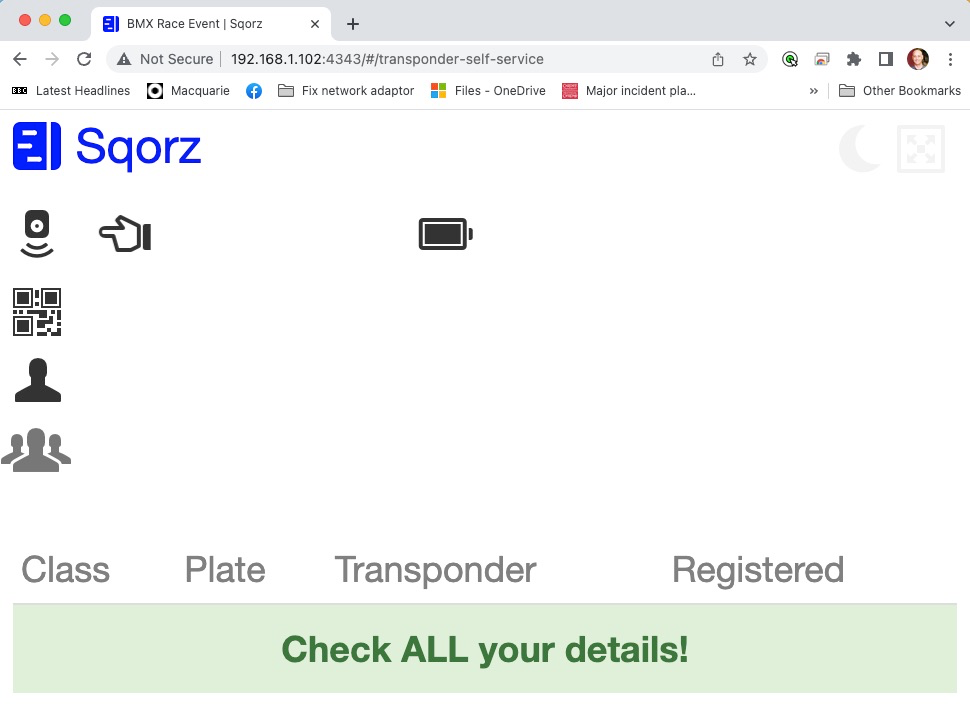 BMX Race Event | Sqorz
Not Secure 192.168.1.102:4343/#/transponder-self-service
BBC Latest Headlines Macquarie Fix network adaptor Files - OneDrive Major incident pla... » Other Bookmarks
Sqorz
Class Plate Transponder Registered
Check ALL your details!